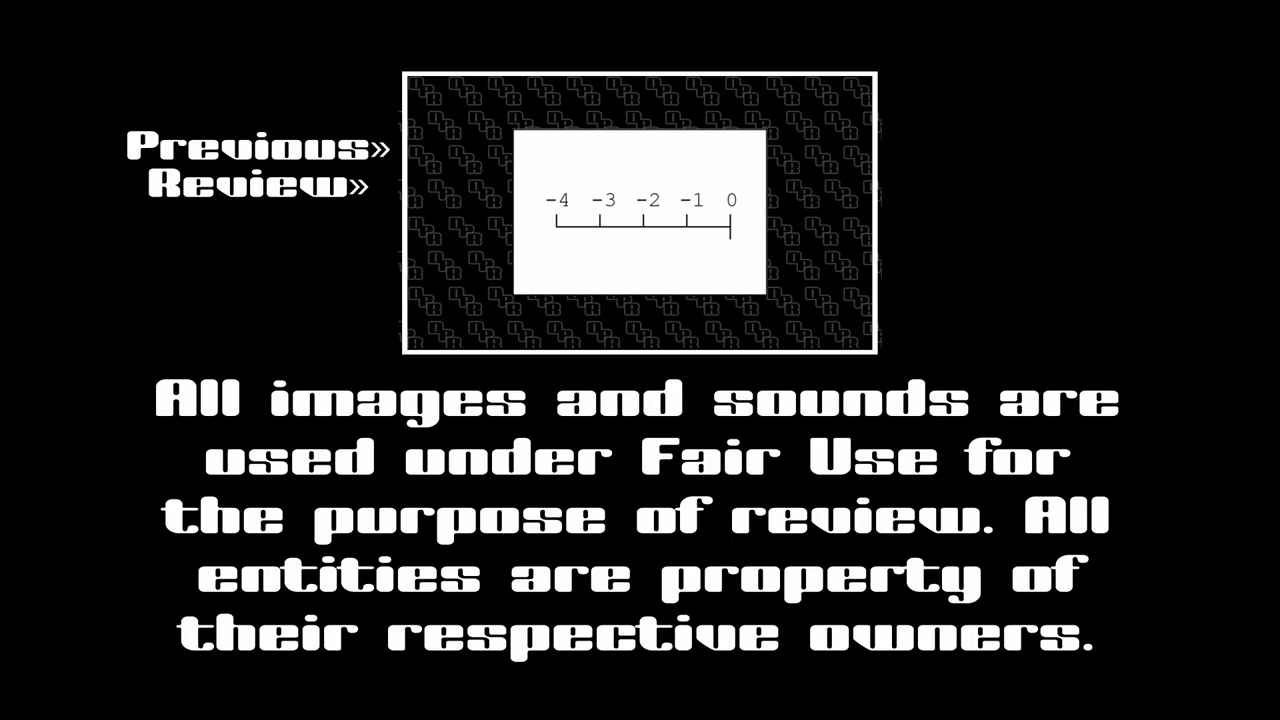 Previous»
Review»
-4 -3 -2 -1 0
All images and sounds are
used under Fair Use for
the purpose of review. All
entities are property of
their respective owners.